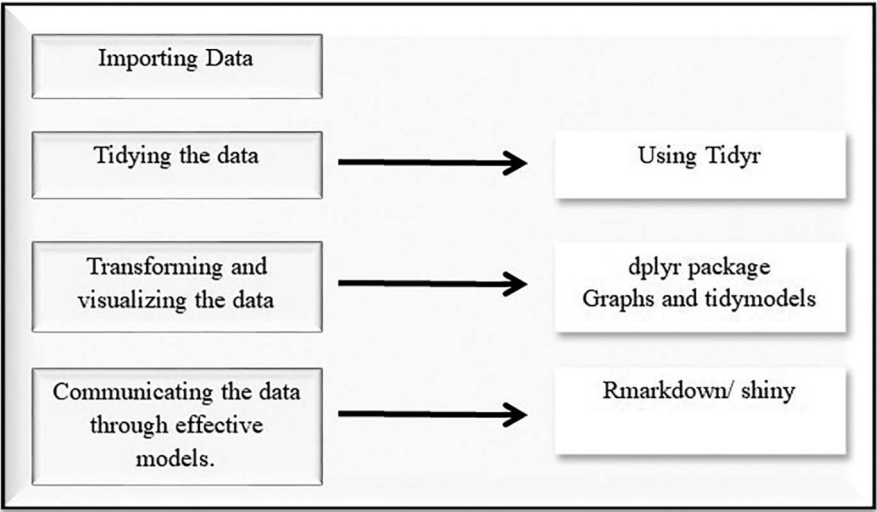 Importing Data
Tidying the data
Using Tidyr
Transforming and
visualizing the data
dplyr package
Graphs and tidymodels
Communicating the data
through effective
models.
Rmarkdown/ shiny